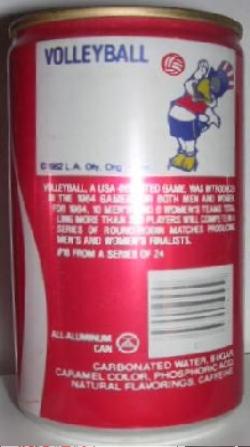 VOLLEYBALL
© 1982 L.A. Oly. Org
VOLLEYBALL, A USA-INVENTED GAME, WAS INTRODUCED
IN THE 1964 GAMES FOR BOTH MEN AND WOMEN.
FOR 1984, 10 MEN'S AND 8 WOMEN'S TEAMS TOTAL-
LING MORE THAN PLAYERS WILL COMPETE IN A
SERIES OF ROUND-ROBIN MATCHES PRODUCING
MEN'S AND WOMEN'S FINALISTS.
FROM A SERIES OF 24
ALL-ALUMINUM
CAN
CARBONATED WATER, SUGAR
CARAMEL COLOR, PHOSPHORIC ACID
NATURAL FLAVORINGS, CAFFEINE